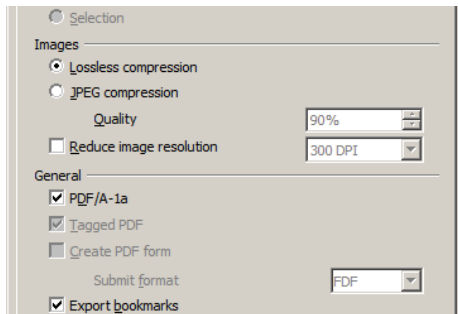 Selection
Images
Lossless compression
JPEG compression
Quality 90%
Reduce image resolution 300 DPI
General
PDF/A-1a
Tagged PDF
Create PDF form
Submit format FDF
Export bookmarks